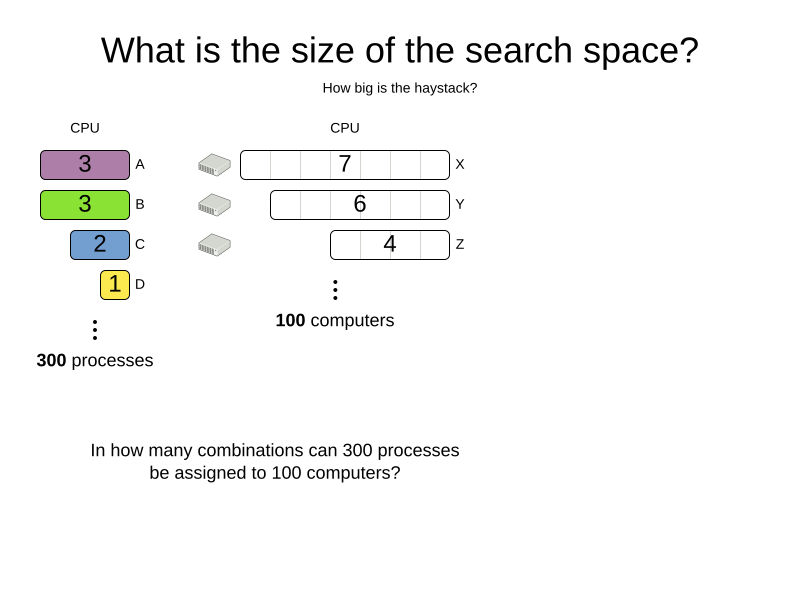 What is the size of the search space?
How big is the haystack?
CPU CPU
3 A 7 X
3 B 6 Y
2 C 4 Z
1 D
100 computers
300 processes
In how many combinations can 300 processes
be assigned to 100 computers?